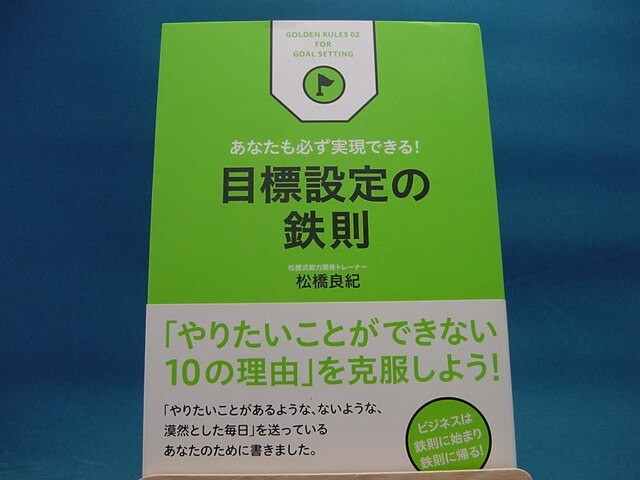 GOLDEN RULES 02
FOR
GOAL SETTING
あなたも必ず実現できる!
目標設定の
鉄則
松橋式能力開発トレーナー
松橋良紀
「やりたいことができない
10の理由」を克服しよう!
「やりたいことがあるような、ないような、
漠然とした毎日」を送っている
あなたのために書きました。
ビジネスは
鉄則に始まり
鉄則に帰る!